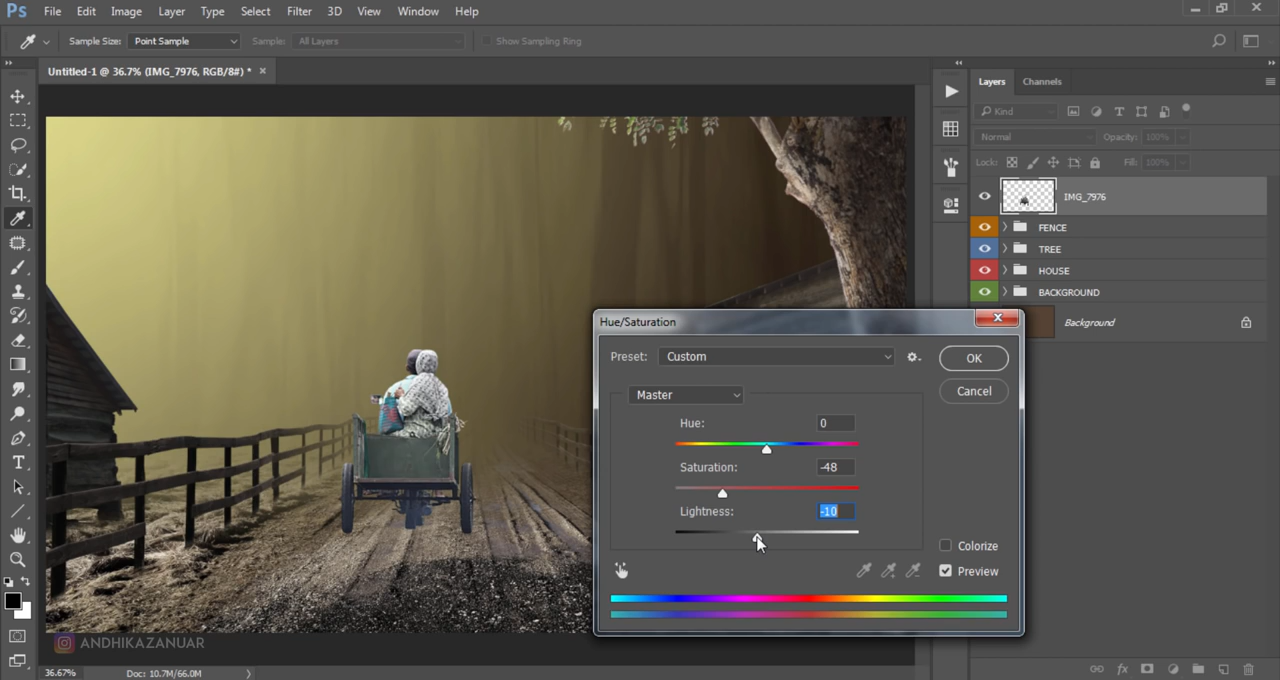 Ps File Edit Image Layer Type Select Filter 3D View Window Help
Sample Size: Point Sample Sample: All Layers Show Sampling Ring
Untitled-1 @ 36.7% (IMG_7976, RGB/8#) * ×
Layers Channels
Kind
Normal Opacity: 100%
Lock: Fill: 100%
IMG_7976
FENCE
TREE
HOUSE
BACKGROUND
Background
Hue/Saturation
Preset: Custom OK
Cancel
Master
Hue: 0
Saturation: -48
Lightness: -10
Colorize
Preview
ANDHIKAZANUAR
36.67% Doc: 10.7M/66.0M